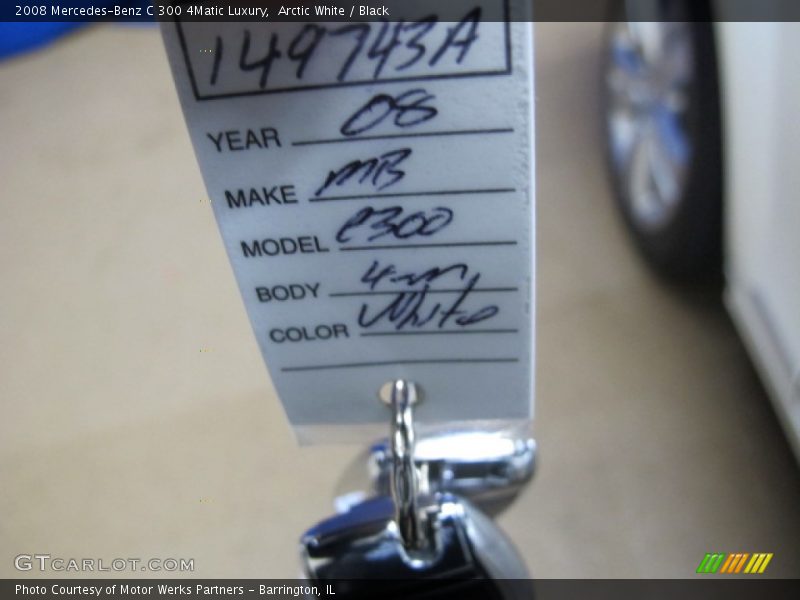 2008 Mercedes-Benz C 300 4Matic Luxury,  Arctic White / Black
149743A
YEAR 08
MAKE MB
MODEL C300
BODY 4-m,
COLOR White
GTCARLOT.COM
Photo Courtesy of Motor Werks Partners - Barrington, IL